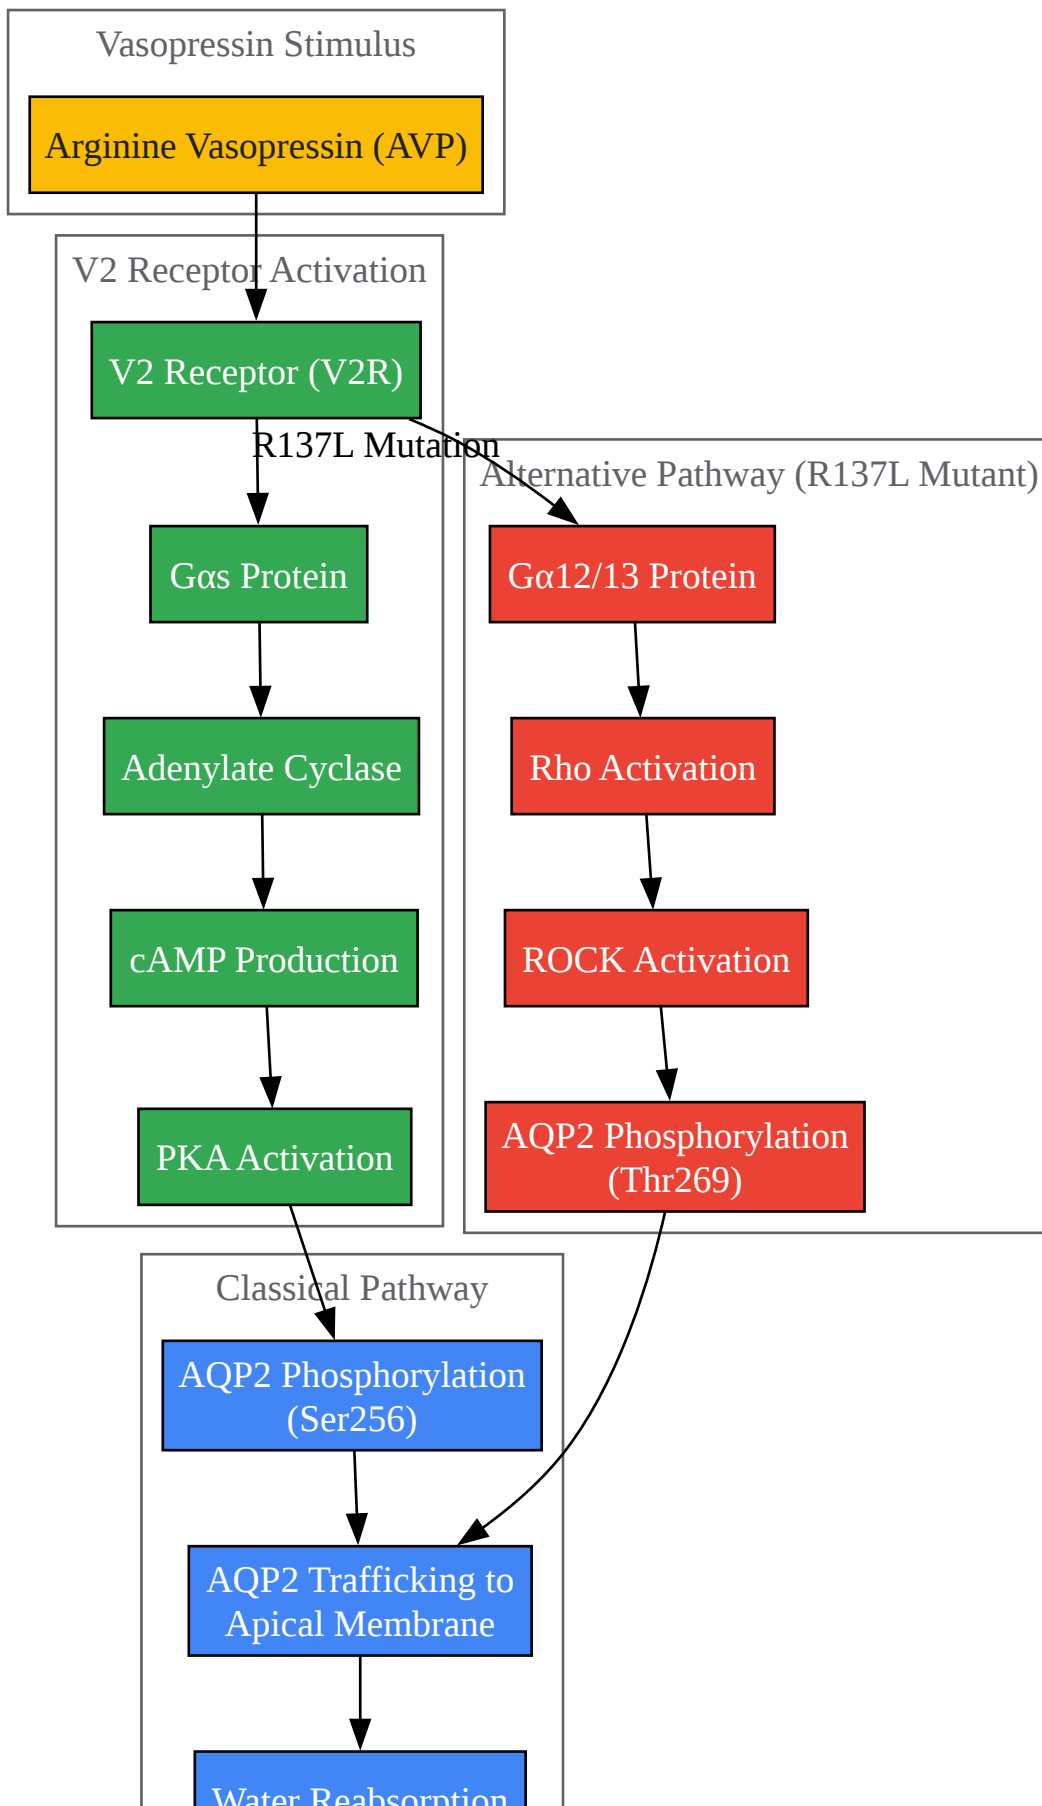 Vasopressin Stimulus
Arginine Vasopressin (AVP)
V2 Receptor Activation
V2 Receptor (V2R)
R137L Mutation
Alternative Pathway (R137L Mutant)
Gαs Protein
Gα12/13 Protein
Adenylate Cyclase
Rho Activation
cAMP Production
ROCK Activation
PKA Activation
AQP2 Phosphorylation
(Thr269)
Classical Pathway
AQP2 Phosphorylation
(Ser256)
AQP2 Trafficking to
Apical Membrane
Water Reabsorption